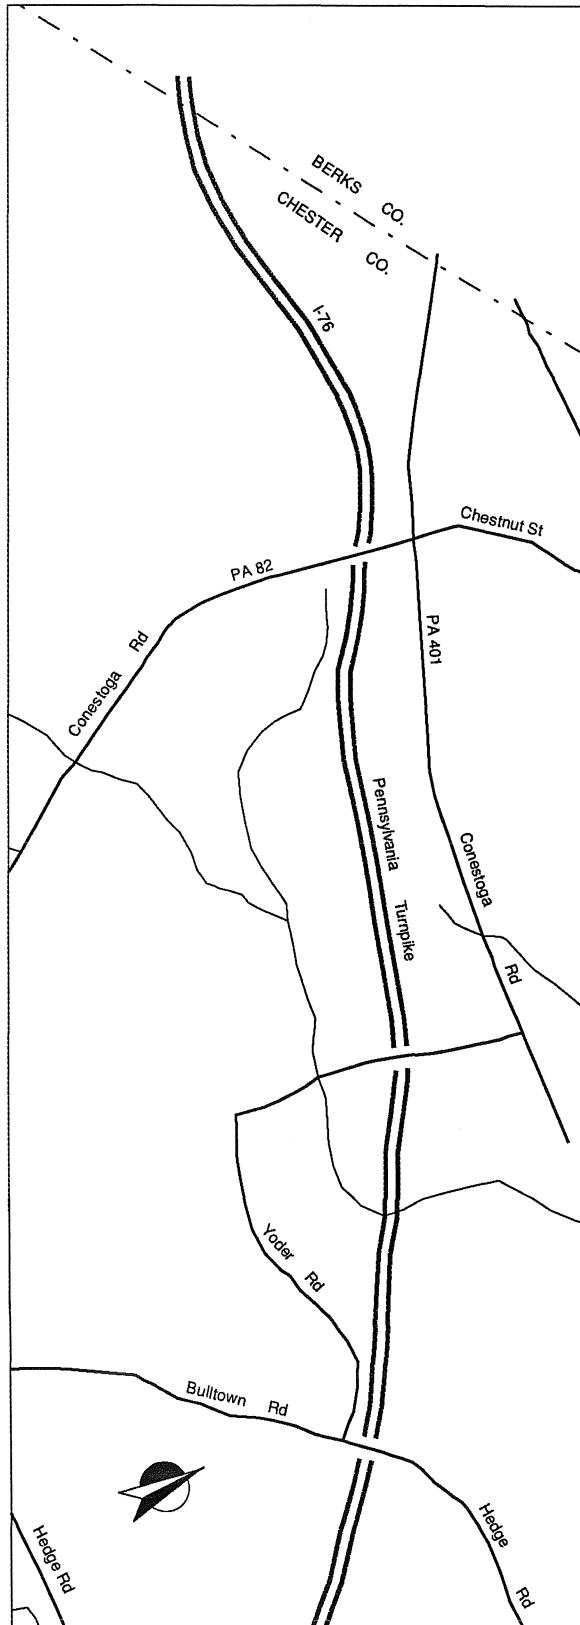 BERKS CO.
CHESTER CO.
I-76
Chestnut St
PA 82
PA 401
Conestoga Rd
Pennsylvania Turnpike
Conestoga Rd
Yoder Rd
Bulltown Rd
Hedge Rd
Hedge Rd